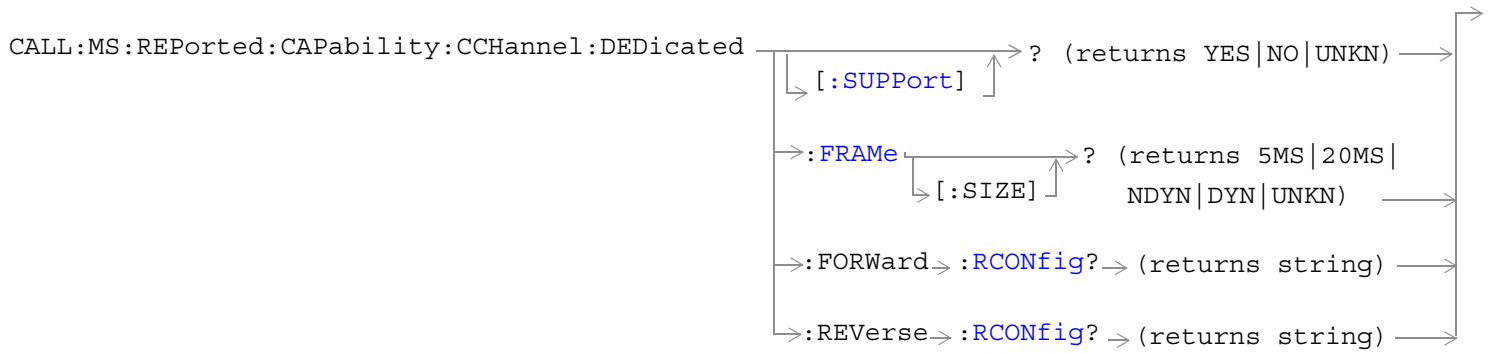 CALL:MS:REPorted:CAPability:CCHannel:DEDicated ? (returns YES|NO|UNKN)
[:SUPPort]
:FRAMe ? (returns 5MS|20MS|
[:SIZE] NDYN|DYN|UNKN)
:FORWard :RCONfig? (returns string)
:REVerse :RCONfig? (returns string)